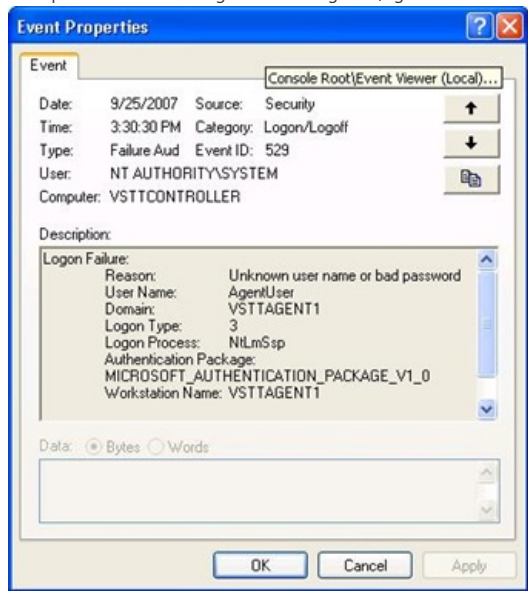 Event Properties
Event
Console Root\Event Viewer (Local)...
Date: 9/25/2007 Source: Security
Time: 3:30:30 PM Category: Logon/Logoff
Type: Failure Aud Event ID: 529
User: NT AUTHORITY\SYSTEM
Computer: VSTTCONTROLLER
Description:
Logon Failure:
Reason: Unknown user name or bad password
User Name: AgentUser
Domain: VSTTAGENT1
Logon Type: 3
Logon Process: NtLmSsp
Authentication Package:
MICROSOFT_AUTHENTICATION_PACKAGE_V1_0
Workstation Name: VSTTAGENT1
Data: Bytes Words
OK Cancel Apply